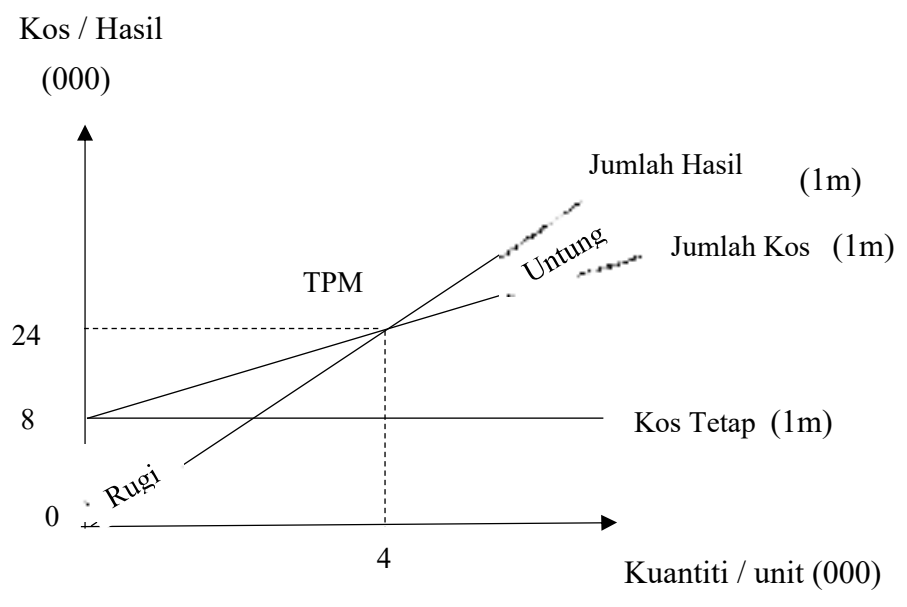 Kos / Hasil
(000)
Jumlah Hasil (1m)
Untung
Jumlah Kos (1m)
TPM
24
8
Kos Tetap (1m)
Rugi
0
4
Kuantiti / unit (000)